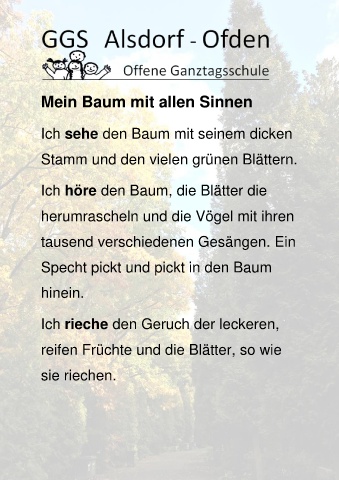 GGS Alsdorf - Ofden
Offene Ganztagsschule
Mein Baum mit allen Sinnen
Ich sehe den Baum mit seinem dicken
Stamm und den vielen grünen Blättern.
Ich höre den Baum, die Blätter die
herumrascheln und die Vögel mit ihren
tausend verschiedenen Gesängen. Ein
Specht pickt und pickt in den Baum
hinein.
Ich rieche den Geruch der leckeren,
reifen Früchte und die Blätter, so wie
sie riechen.